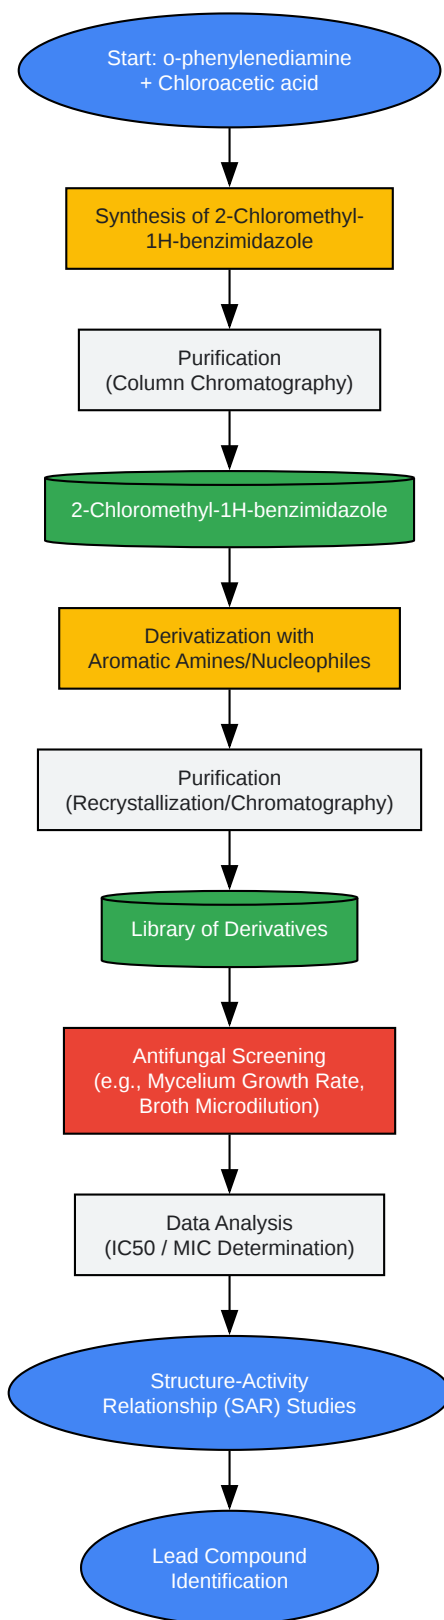 Start: o-phenylenediamine
+ Chloroacetic acid
Synthesis of 2-Chloromethyl-
1H-benzimidazole
Purification
(Column Chromatography)
2-Chloromethyl-1H-benzimidazole
Derivatization with
Aromatic Amines/Nucleophiles
Purification
(Recrystallization/Chromatography)
Library of Derivatives
Antifungal Screening
(e.g., Mycelium Growth Rate,
Broth Microdilution)
Data Analysis
(IC50 / MIC Determination)
Structure-Activity
Relationship (SAR) Studies
Lead Compound
Identification